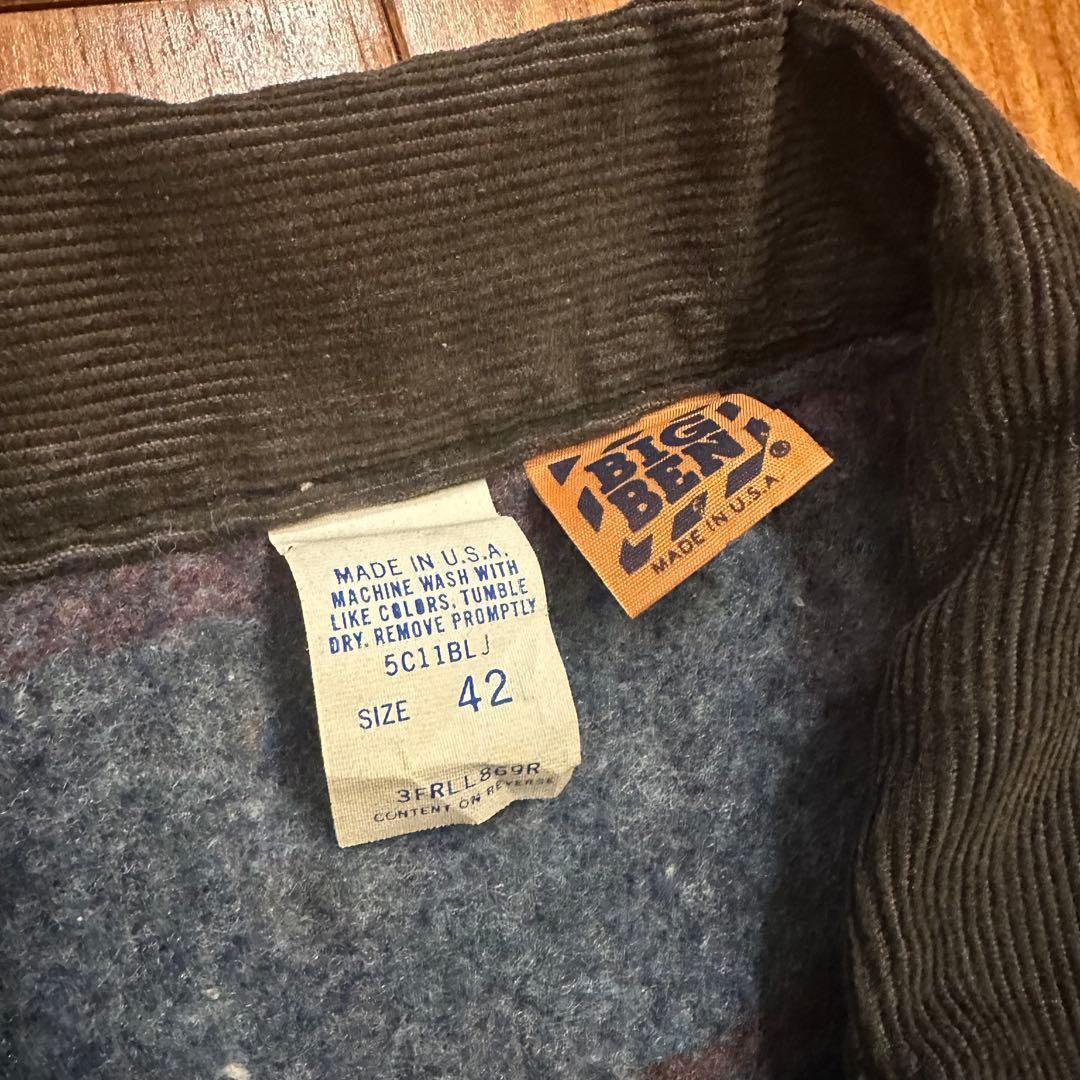 BIG
BEN
®
MADE IN U.S.A
MADE IN U.S.A.
MACHINE WASH WITH
LIKE COLORS, TUMBLE
DRY. REMOVE PROMPTLY
5C11BLJ
SIZE 42
3FRLL869R
CONTENT ON REVERSE